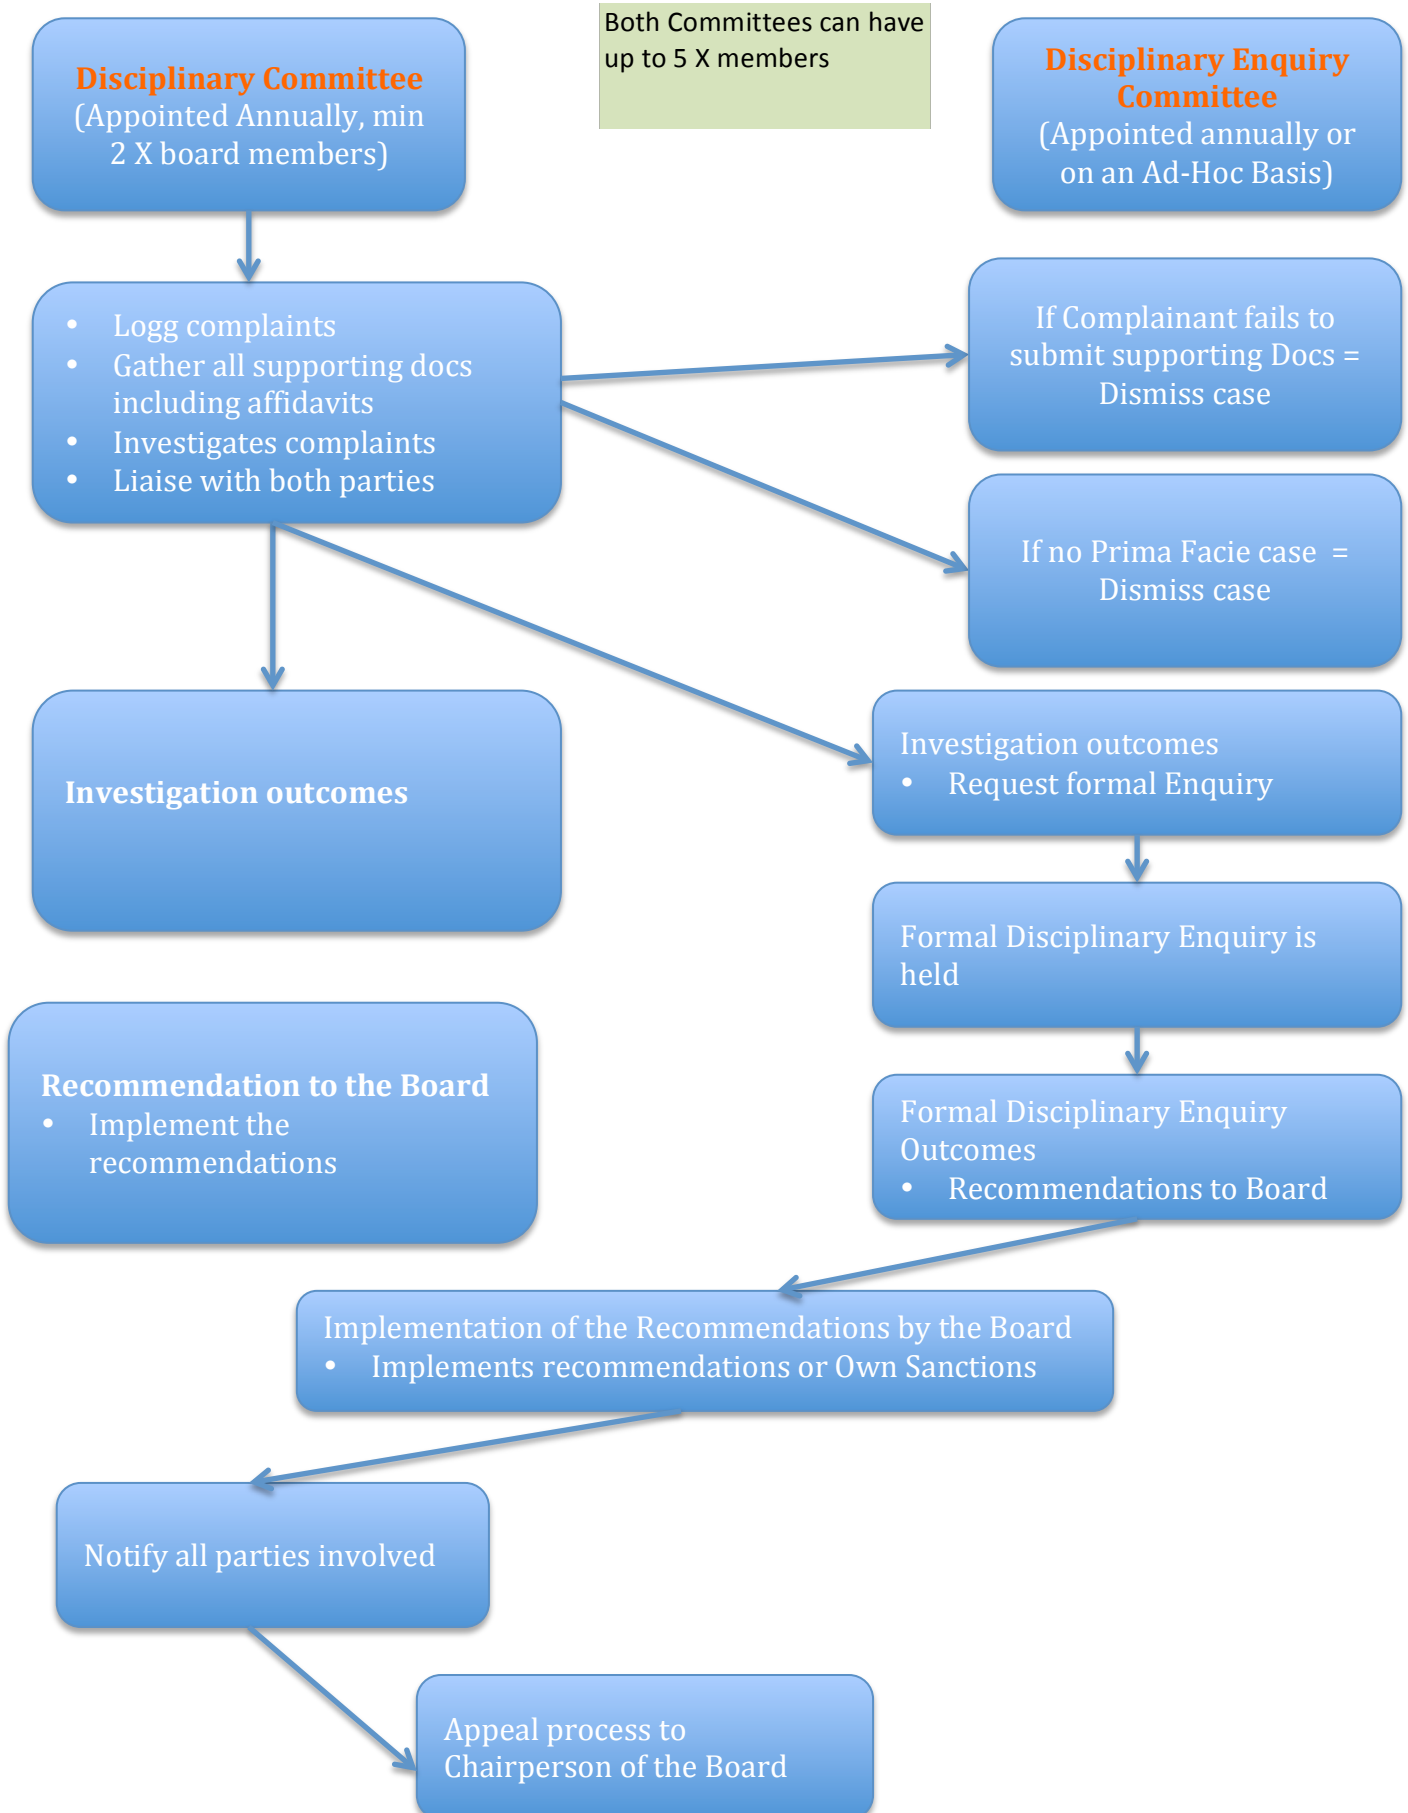 Both Committees can have
up to 5 X members
Disciplinary Committee
(Appointed Annually, min
2 X board members)
Disciplinary Enquiry
Committee
(Appointed annually or
on an Ad-Hoc Basis)
• Logg complaints
• Gather all supporting docs
including affidavits
• Investigates complaints
• Liaise with both parties
If Complainant fails to
submit supporting Docs =
Dismiss case
If no Prima Facie case =
Dismiss case
Investigation outcomes
Investigation outcomes
• Request formal Enquiry
Formal Disciplinary Enquiry is
held
Recommendation to the Board
• Implement the
recommendations
Formal Disciplinary Enquiry
Outcomes
• Recommendations to Board
Implementation of the Recommendations by the Board
• Implements recommendations or Own Sanctions
Notify all parties involved
Appeal process to
Chairperson of the Board